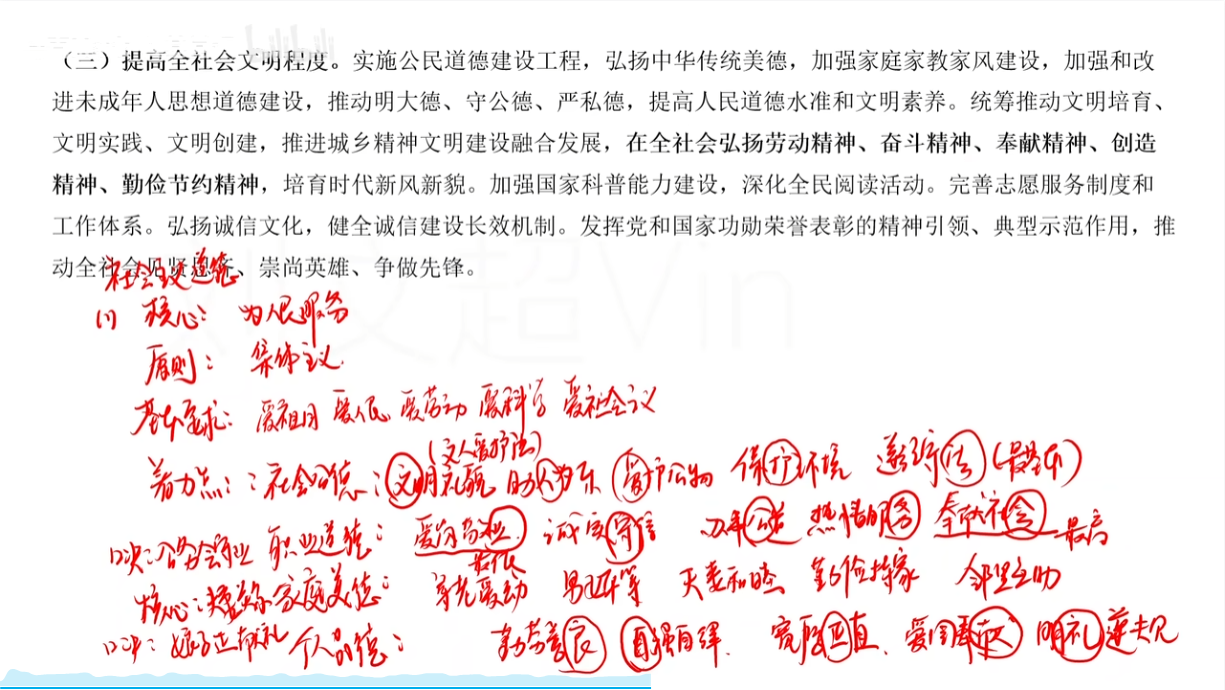 （三）提高全社会文明程度。实施公民道德建设工程，弘扬中华传统美德，加强家庭家教家风建设，加强和改
进未成年人思想道德建设，推动明大德、守公德、严私德，提高人民道德水准和文明素养。统筹推动文明培育、
文明实践、文明创建，推进城乡精神文明建设融合发展，在全社会弘扬劳动精神、奋斗精神、奉献精神、创造
精神、勤俭节约精神，培育时代新风新貌。加强国家科普能力建设，深化全民阅读活动。完善志愿服务制度和
工作体系。弘扬诚信文化，健全诚信建设长效机制。发挥党和国家功勋荣誉表彰的精神引领、典型示范作用，推
动全社会见贤思齐、崇尚英雄、争做先锋。
社会主义道德
(1) 核心：为人民服务
原则：集体主义
基本要求：爱祖国 爱人民 爱劳动 爱科学 爱社会主义
(文人爱护法)
着力点：社会公德：文明礼貌 助人为乐 爱护公物 保护环境 遵纪守法(最基本)
口决： 职业道德：爱岗敬业 诚实守信 办事公道 热情服务 奉献社会 最高
最低
核心： 家庭美德：尊老爱幼 男女平等 夫妻和睦 勤俭持家 邻里互助
口决： 个人品德： 善良 自强自律 宽厚正直 爱国奉献 明礼遵